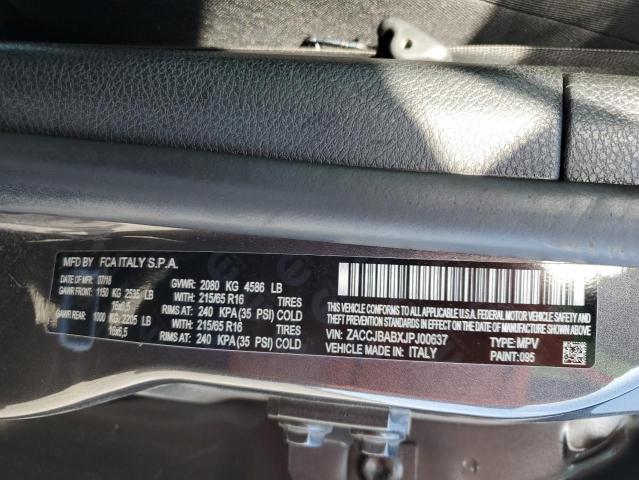 MFD BY FCA ITALY S.P.A.
DATE OF MFR 07/18 GVWR: 2080 KG 4586 LB
GAWR FRONT: 1150 KG 2535 LB WITH: 215/65 R16 TIRES
16x6,5 RIMS AT: 240 KPA (35 PSI) COLD
GAWR REAR: 1000 KG 2205 LB WITH: 215/65 R16 TIRES
16x6,5 RIMS AT: 240 KPA (35 PSI) COLD
THIS VEHICLE CONFORMS TO ALL APPLICABLE
U.S.A. FEDERAL MOTOR VEHICLE SAFETY, BUMPER, AND
THEFT PREVENTION STANDARDS IN EFFECT ON THE DATE OF
MANUFACTURE SHOWN ABOVE
VIN: ZACCJBABXJPJ00637 TYPE: MPV
VEHICLE MADE IN: ITALY PAINT: 095